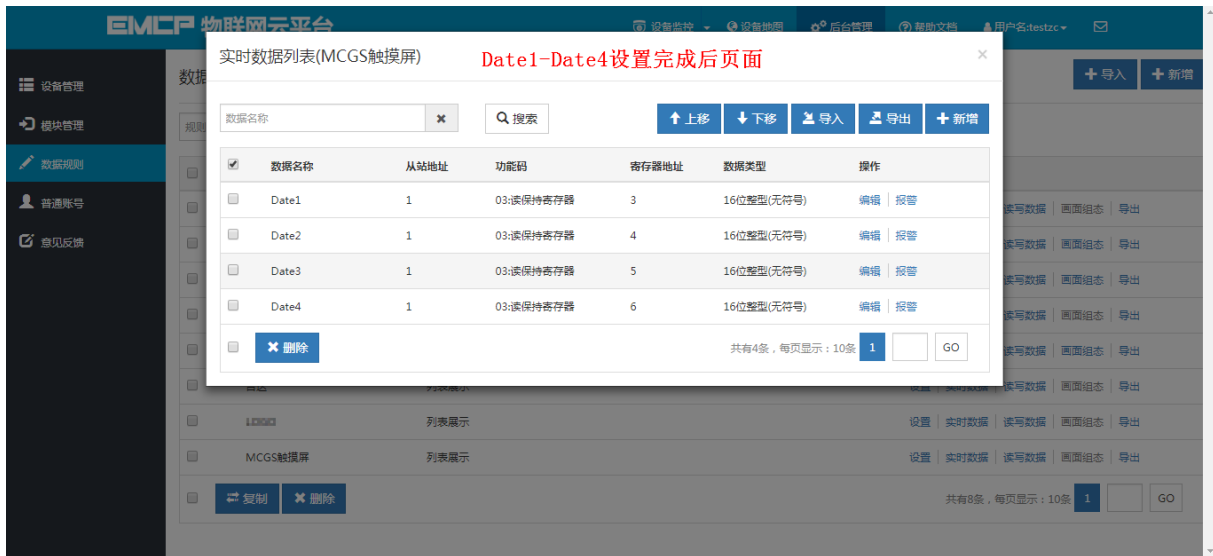 EMCP 物联网云平台
设备监控 设备地图 后台管理 帮助文档 用户名:testzc
设备管理
模块管理
数据规则
普通账号
意见反馈
数据
导入 新增
规则
实时数据列表(MCGS触摸屏) Date1-Date4设置完成后页面 ×
数据名称 搜索 上移 下移 导入 导出 新增
数据名称 从站地址 功能码 寄存器地址 数据类型 操作
Date1 1 03:读保持寄存器 3 16位整型(无符号) 编辑 报警
Date2 1 03:读保持寄存器 4 16位整型(无符号) 编辑 报警
Date3 1 03:读保持寄存器 5 16位整型(无符号) 编辑 报警
Date4 1 03:读保持寄存器 6 16位整型(无符号) 编辑 报警
删除 共有4条，每页显示：10条 1 GO
读写数据 画面组态 导出
读写数据 画面组态 导出
读写数据 画面组态 导出
读写数据 画面组态 导出
读写数据 画面组态 导出
列表展示 设置 实时数据 读写数据 画面组态 导出
列表展示 设置 实时数据 读写数据 画面组态 导出
MCGS触摸屏 列表展示 设置 实时数据 读写数据 画面组态 导出
复制 删除 共有8条，每页显示：10条 1 GO